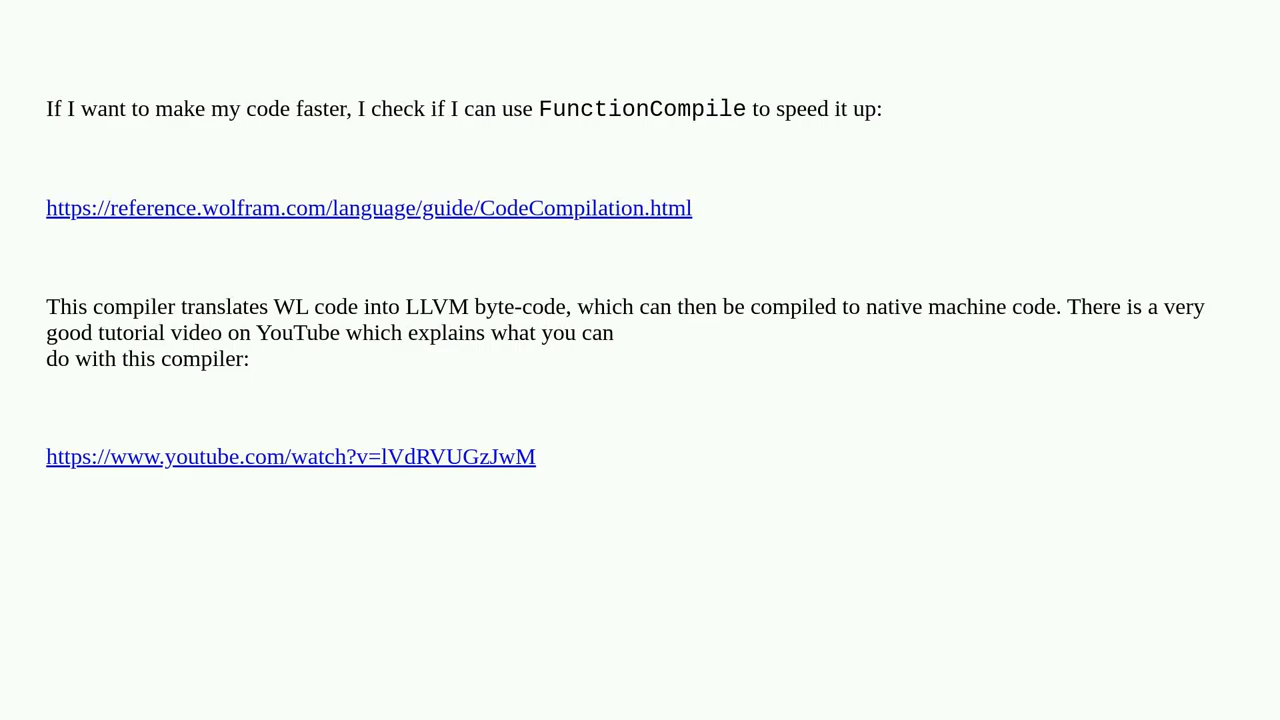 If I want to make my code faster, I check if I can use FunctionCompile to speed it up:
https://reference.wolfram.com/language/guide/CodeCompilation.html
This compiler translates WL code into LLVM byte-code, which can then be compiled to native machine code. There is a very
good tutorial video on YouTube which explains what you can
do with this compiler:
https://www.youtube.com/watch?v=lVdRVUGzJwM